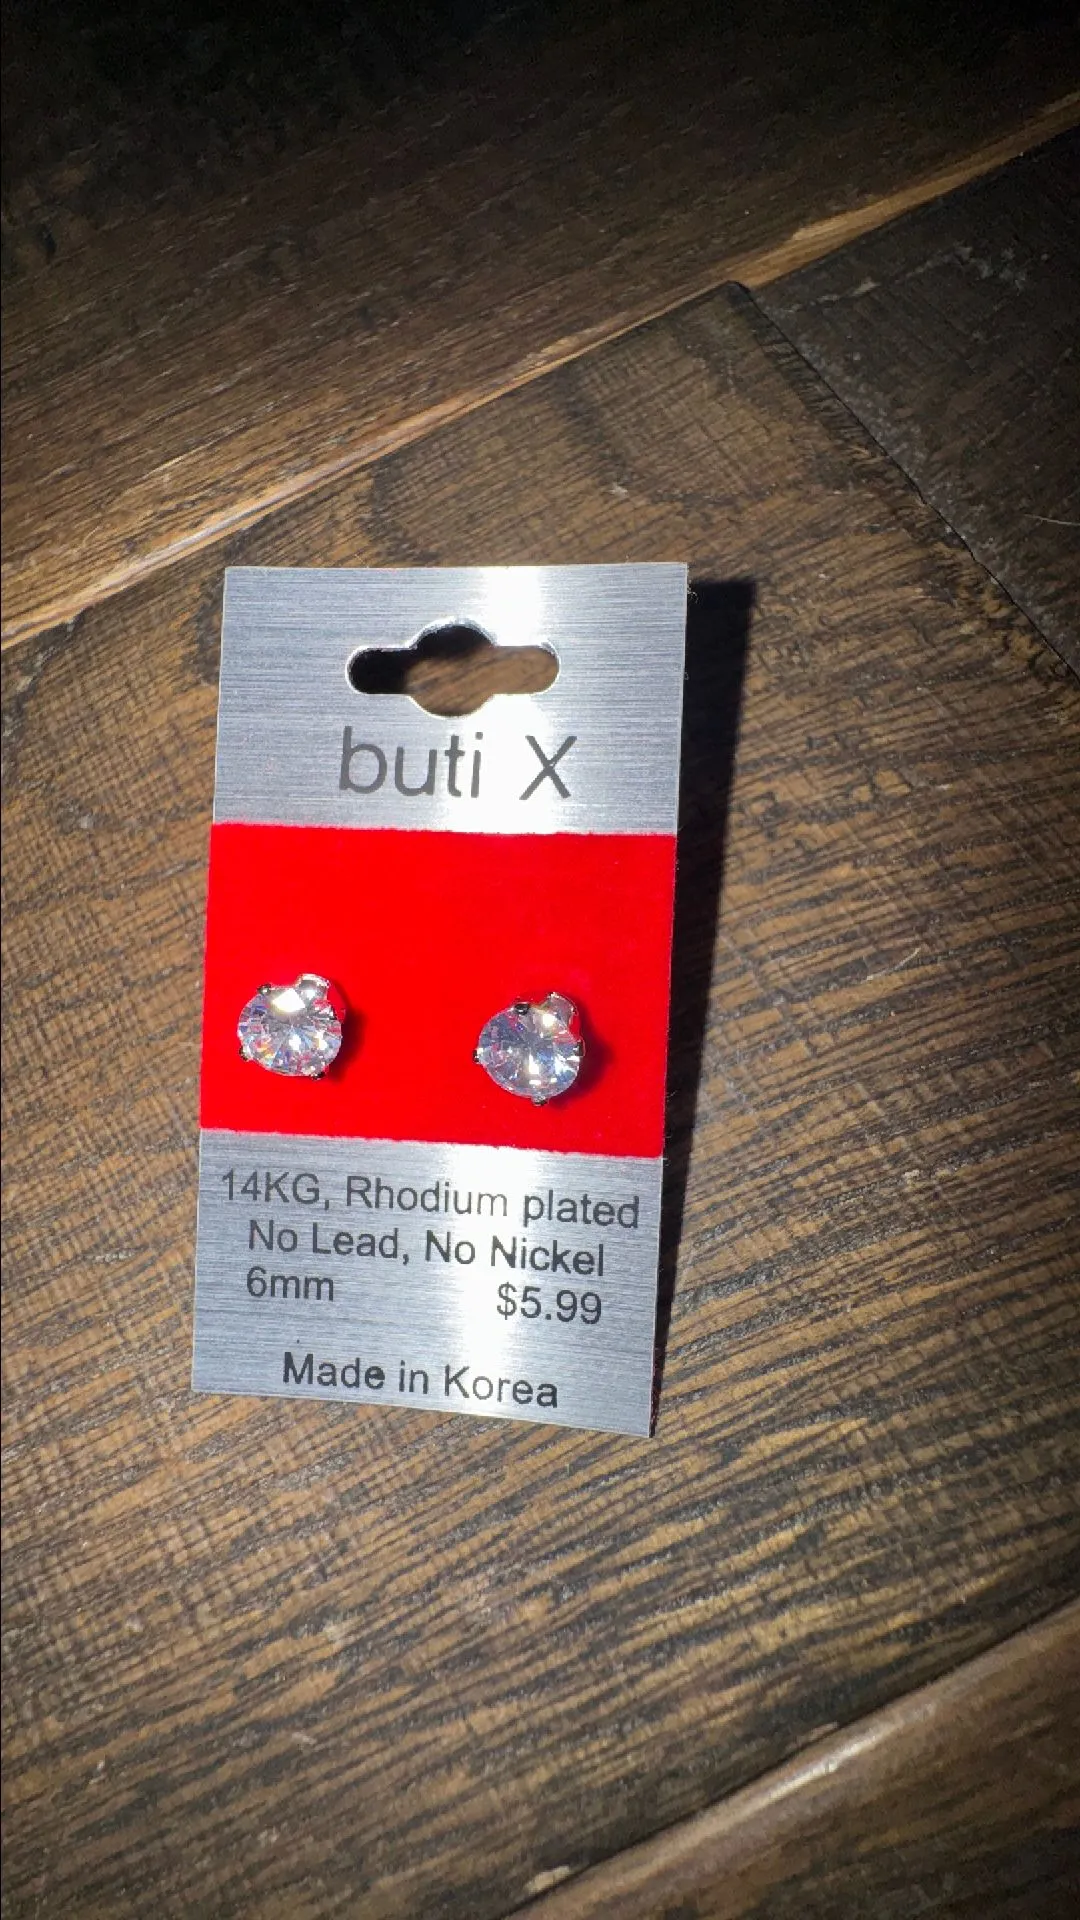 buti X
14KG, Rhodium plated
No Lead, No Nickel
6mm $5.99
Made in Korea